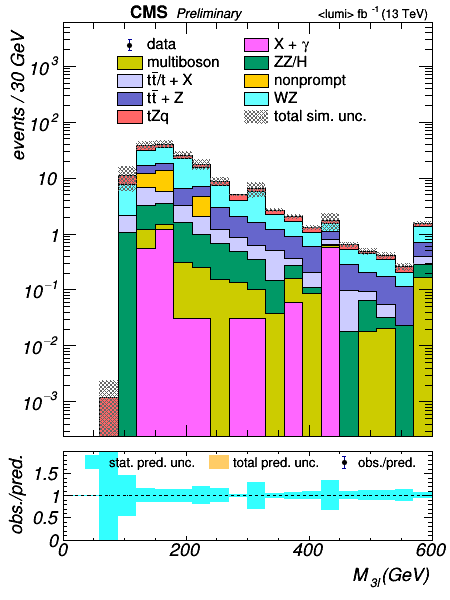 CMS Preliminary <lumi> fb⁻¹ (13 TeV)
events / 30 GeV
data
multiboson
tt̄/t + X
tt̄ + Z
tZq
X + γ
ZZ/H
nonprompt
WZ
total sim. unc.
10³
10²
10
1
10⁻¹
10⁻²
10⁻³
obs./pred.
stat. pred. unc. total pred. unc. obs./pred.
1.5
1
0.5
0
0 200 400 600
M₃ₗ(GeV)